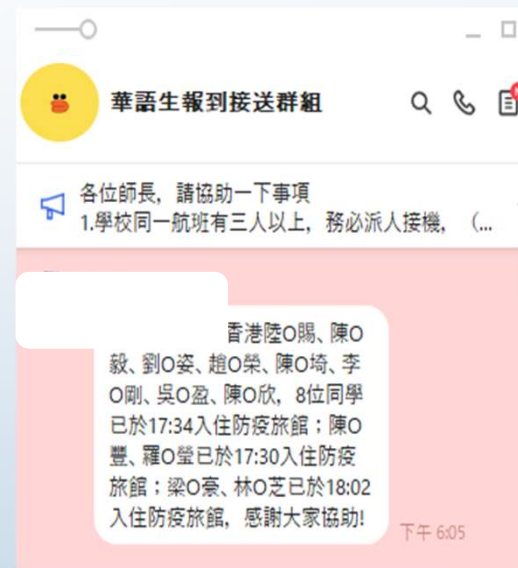 華語生報到接送群組
各位師長，請協助一下事項
1.學校同一航班有三人以上，務必派人接機，（...
香港陸O賜、陳O
毅、劉O姿、趙O榮、陳O埼、李
O剛、吳O盈、陳O欣，8位同學
已於17:34入住防疫旅館；陳O
豐、羅O瑩已於17:30入住防疫
旅館；梁O豪、林O芝已於18:02
入住防疫旅館，感謝大家協助!
下午 6:05